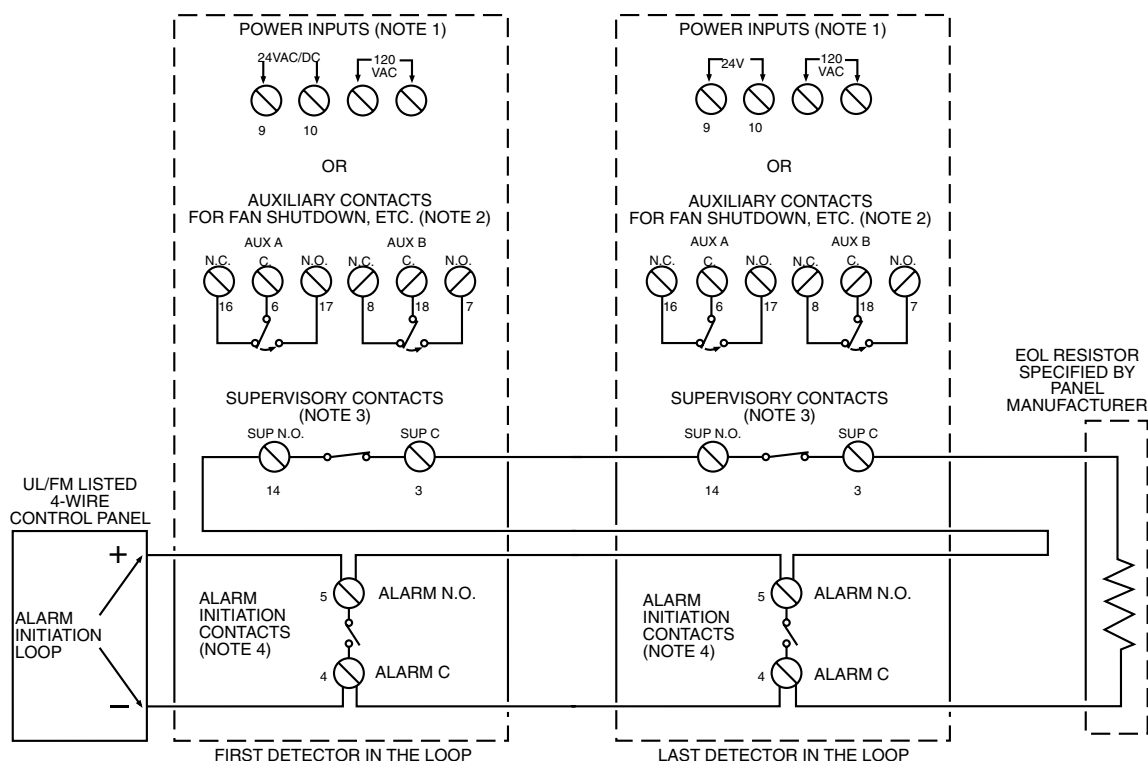 POWER INPUTS (NOTE 1)
24VAC/DC
120
VAC
9
10
OR
AUXILIARY CONTACTS
FOR FAN SHUTDOWN, ETC. (NOTE 2)
AUX A
AUX B
N.C.
C.
N.O.
N.C.
C.
N.O.
16
6
17
8
18
7
SUPERVISORY CONTACTS
(NOTE 3)
SUP N.O.
SUP C
14
3
POWER INPUTS (NOTE 1)
24V
120
VAC
9
10
OR
AUXILIARY CONTACTS
FOR FAN SHUTDOWN, ETC. (NOTE 2)
AUX A
AUX B
N.C.
C.
N.O.
N.C.
C.
N.O.
16
6
17
8
18
7
SUPERVISORY CONTACTS
(NOTE 3)
SUP N.O.
SUP C
14
3
EOL RESISTOR
SPECIFIED BY
PANEL
MANUFACTURER
UL/FM LISTED
4-WIRE
CONTROL PANEL
+
ALARM
INITIATION
LOOP
–
ALARM
INITIATION
CONTACTS
(NOTE 4)
5
ALARM N.O.
4
ALARM C
FIRST DETECTOR IN THE LOOP
ALARM
INITIATION
CONTACTS
(NOTE 4)
5
ALARM N.O.
4
ALARM C
LAST DETECTOR IN THE LOOP